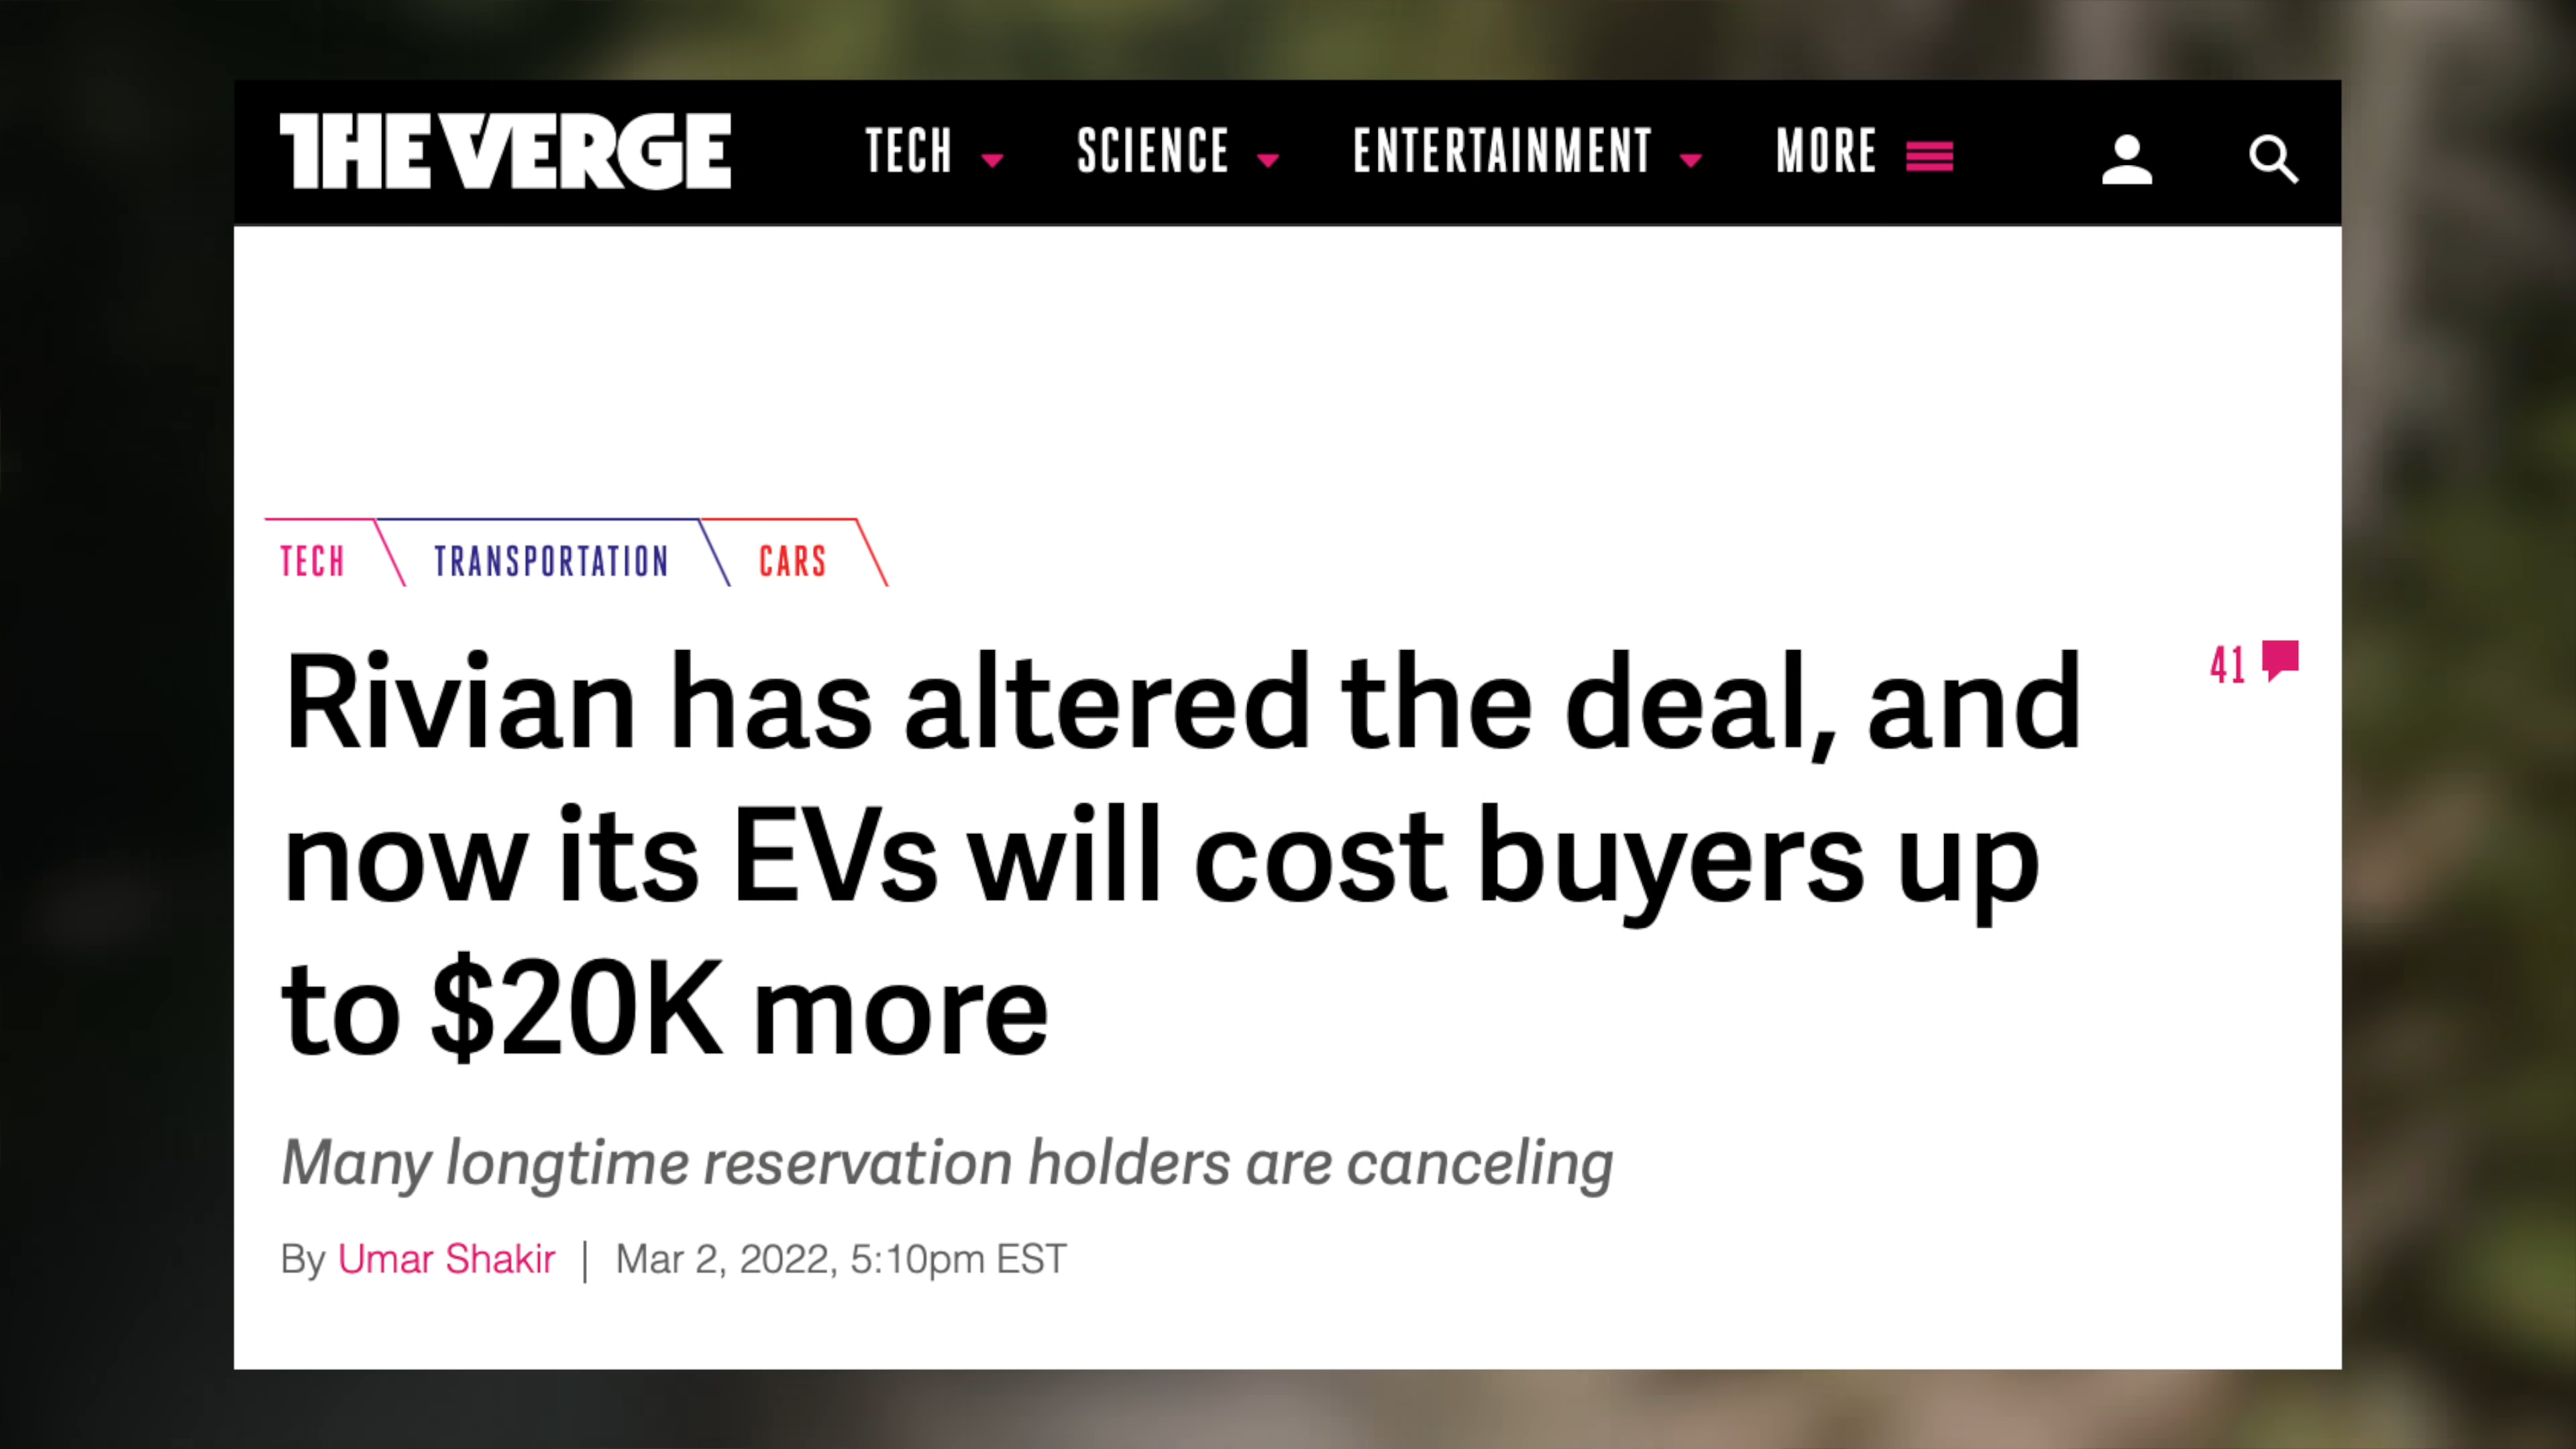 THE VERGE TECH SCIENCE ENTERTAINMENT MORE
TECH TRANSPORTATION CARS
Rivian has altered the deal, and
41
now its EVs will cost buyers up
to $20K more
Many longtime reservation holders are canceling
By Umar Shakir | Mar 2, 2022, 5:10pm EST